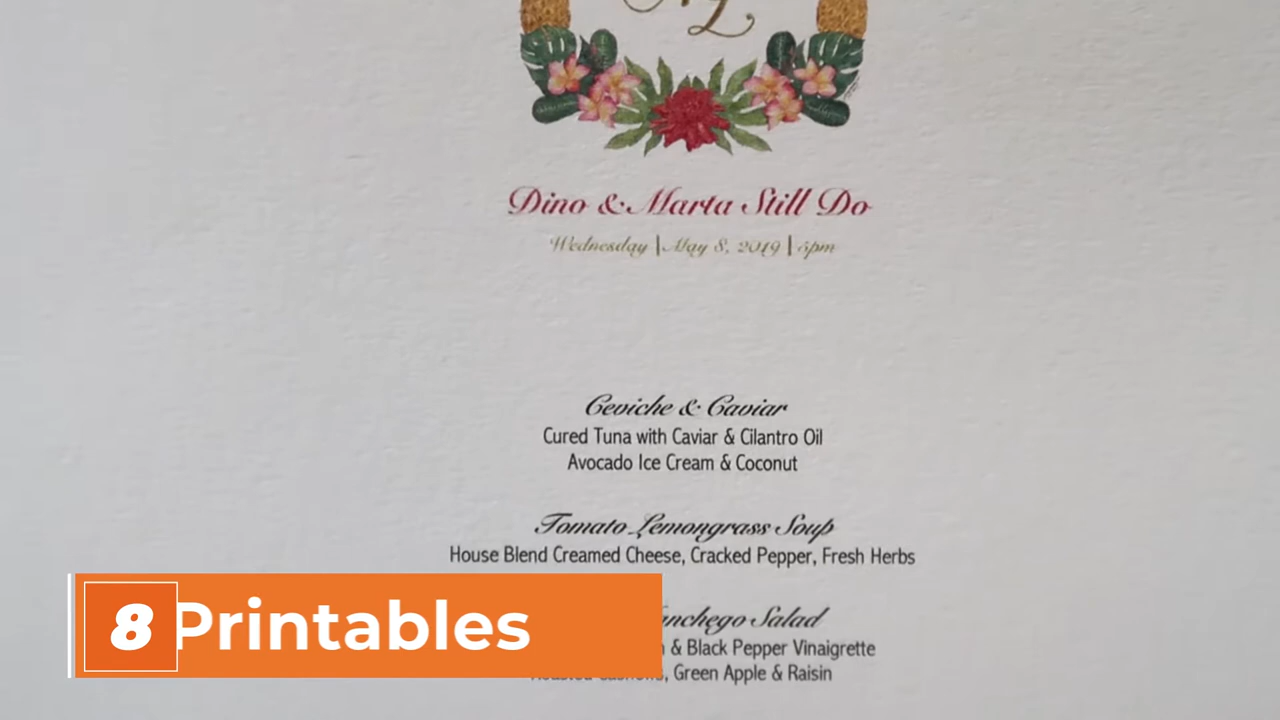 Dino & Marta Still Do
Wednesday | May 8, 2019 | 5pm
Ceviche & Caviar
Cured Tuna with Caviar & Cilantro Oil
Avocado Ice Cream & Coconut
Tomato Lemongrass Soup
House Blend Creamed Cheese, Cracked Pepper, Fresh Herbs
Salad
& Black Pepper Vinaigrette
Green Apple & Raisin
8 Printables